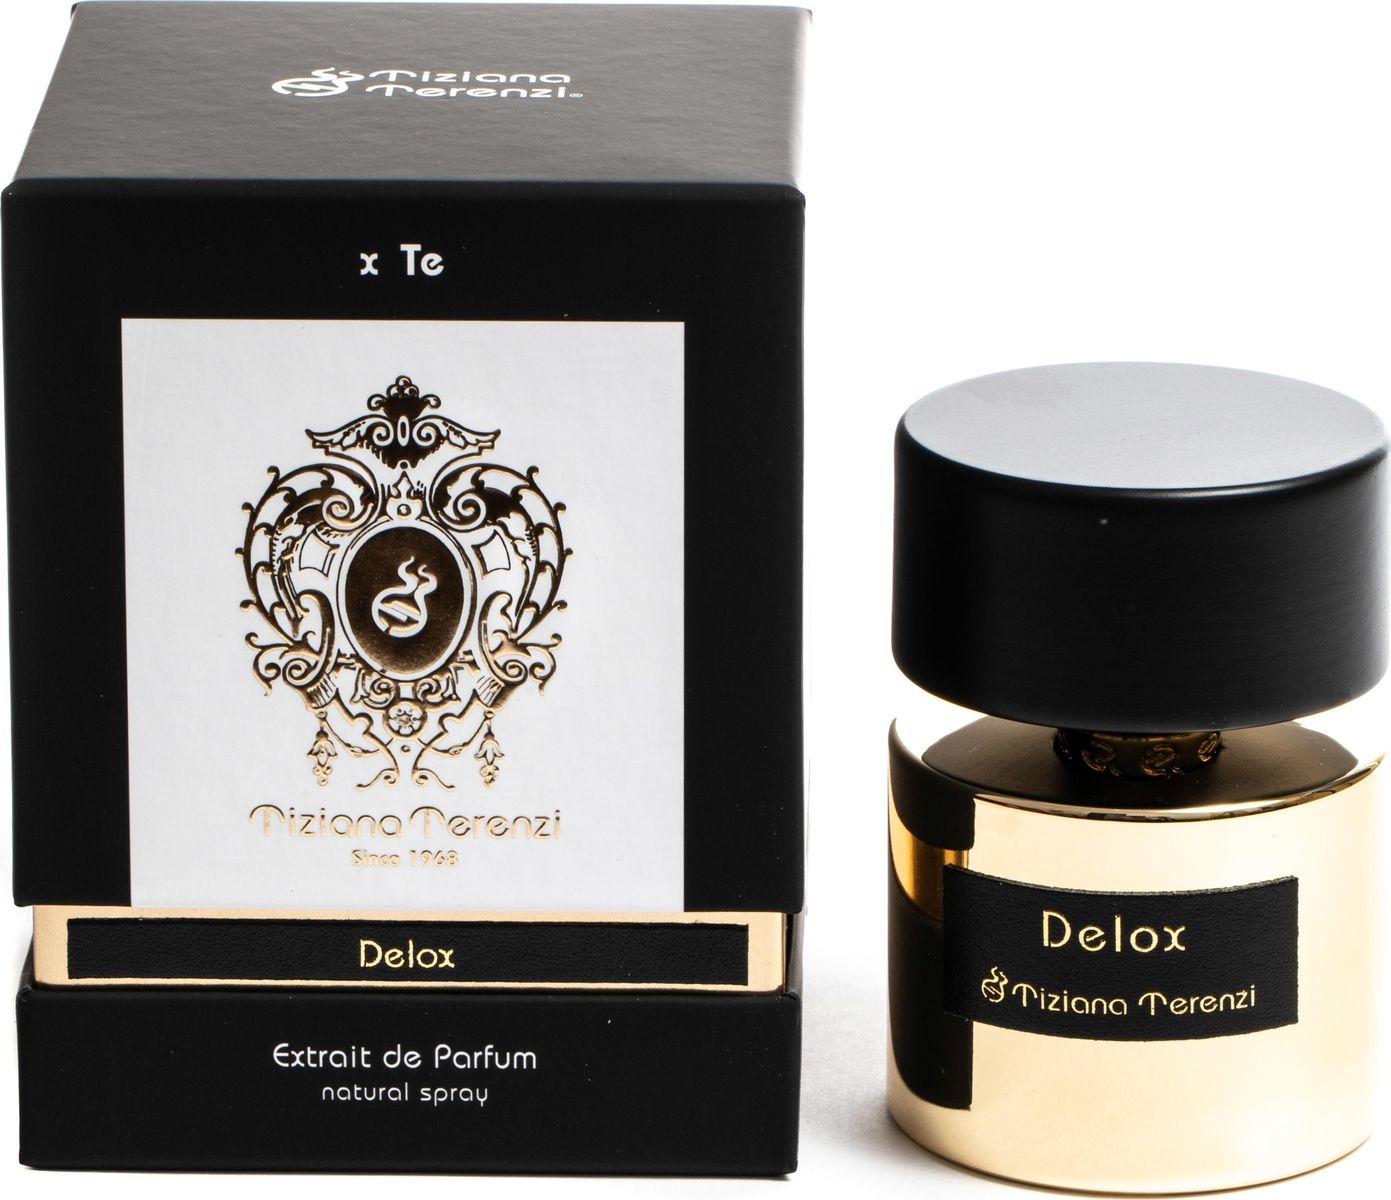 Tiziana
Terenzi®
x Te
Tiziana Terenzi
Since 1968
Delox
Extrait de Parfum
natural spray
Delox
Tiziana Terenzi